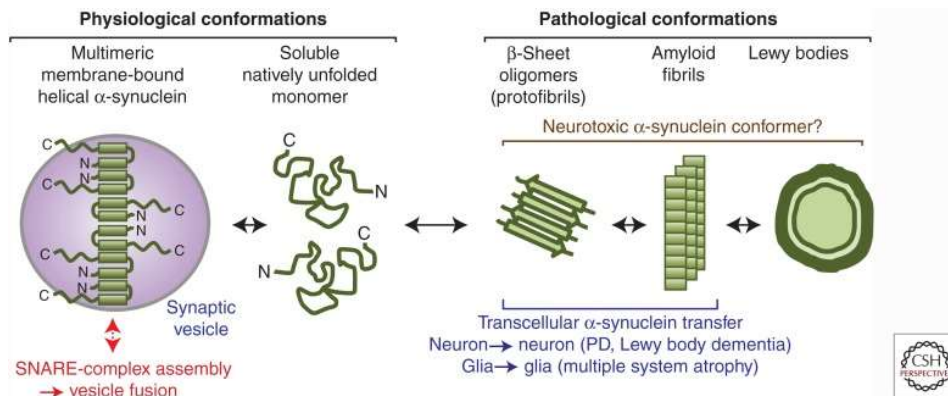 Physiological conformations
Pathological conformations
Multimeric
membrane-bound
helical α-synuclein
Soluble
natively unfolded
monomer
β-Sheet
oligomers
(protofibrils)
Amyloid
fibrils
Lewy bodies
Neurotoxic α-synuclein conformer?
C
N
N
C
C
N
N
C
N
N
C
C
N
C
N
Synaptic
vesicle
SNARE-complex assembly
→ vesicle fusion
Transcellular α-synuclein transfer
Neuron→ neuron (PD, Lewy body dementia)
Glia→ glia (multiple system atrophy)
CSH
PERSPECTIVES